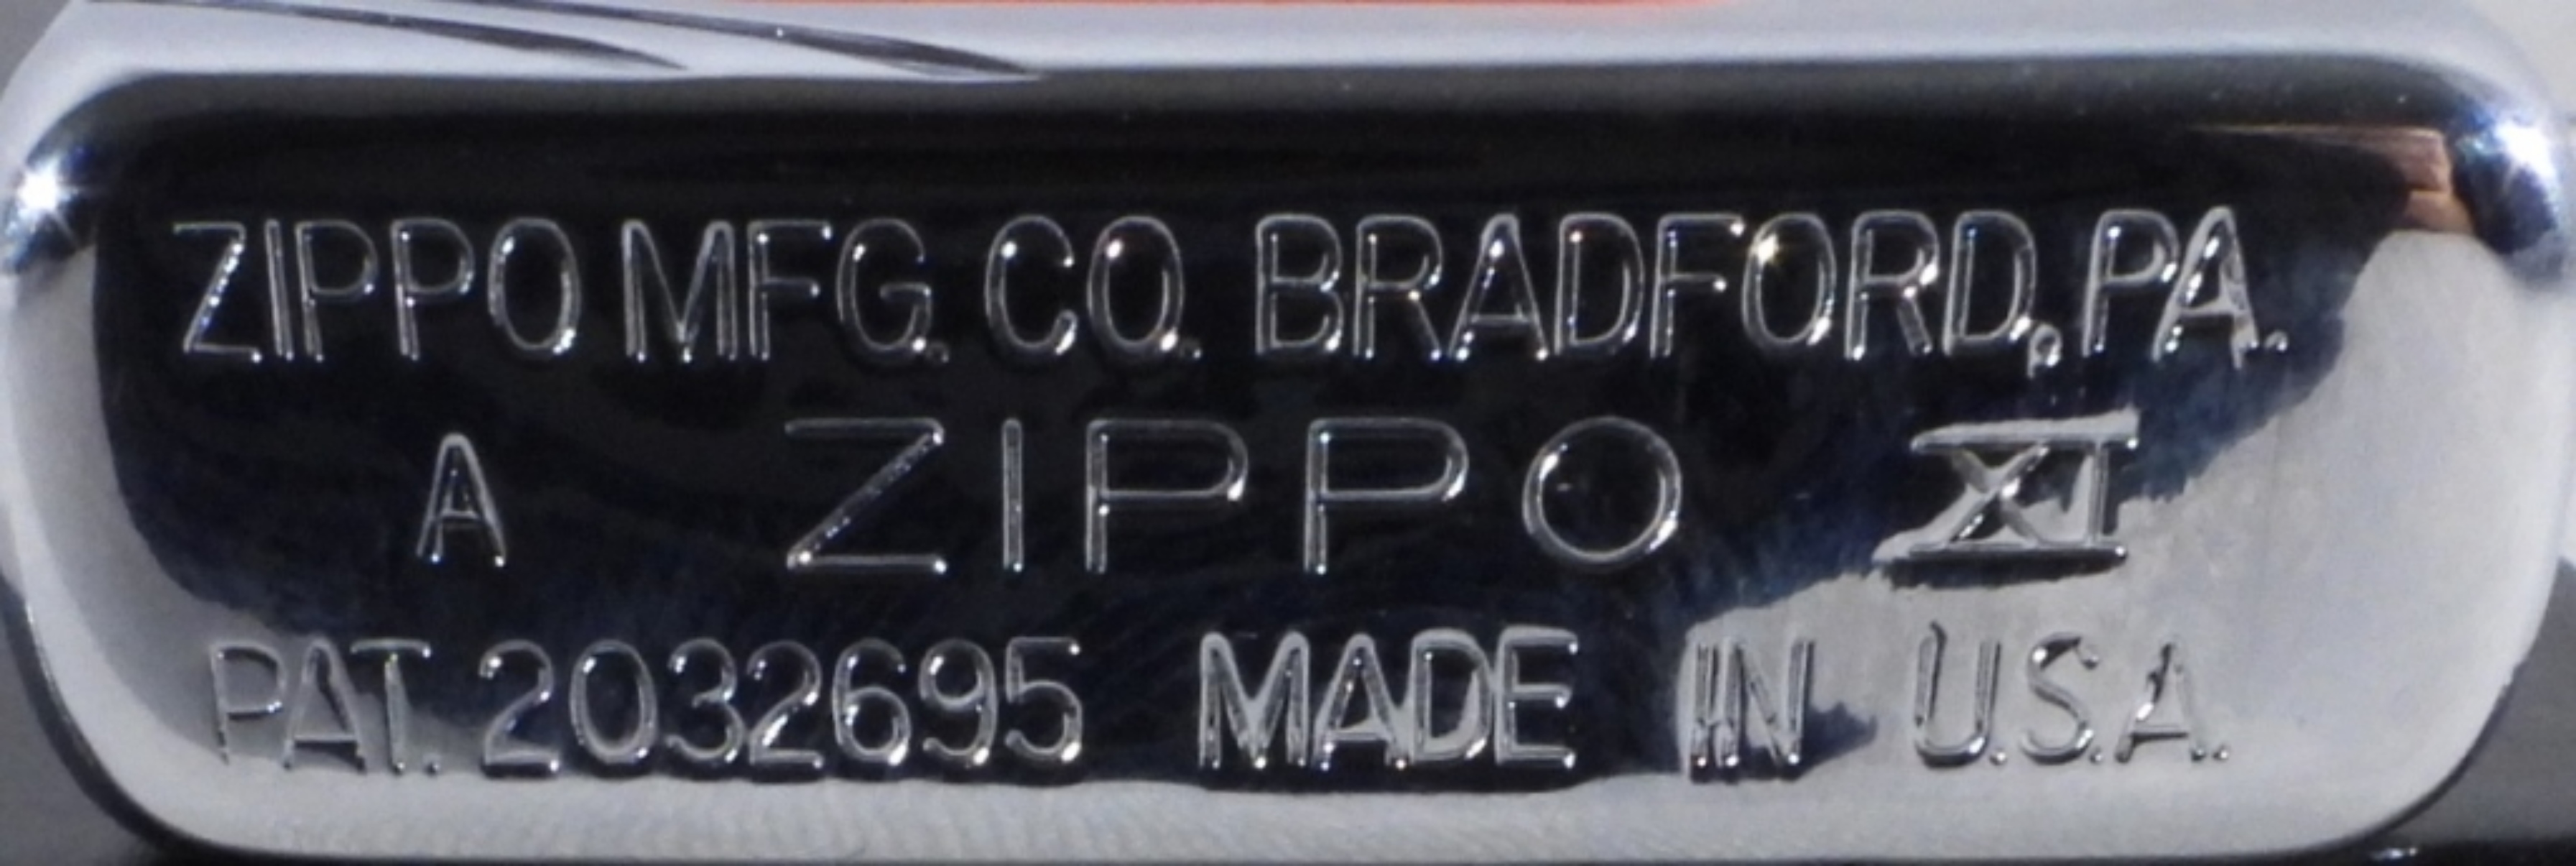 ZIPPO MFG. CO. BRADFORD, PA.
A ZIPPO XI
PAT. 2032695 MADE IN U.S.A.